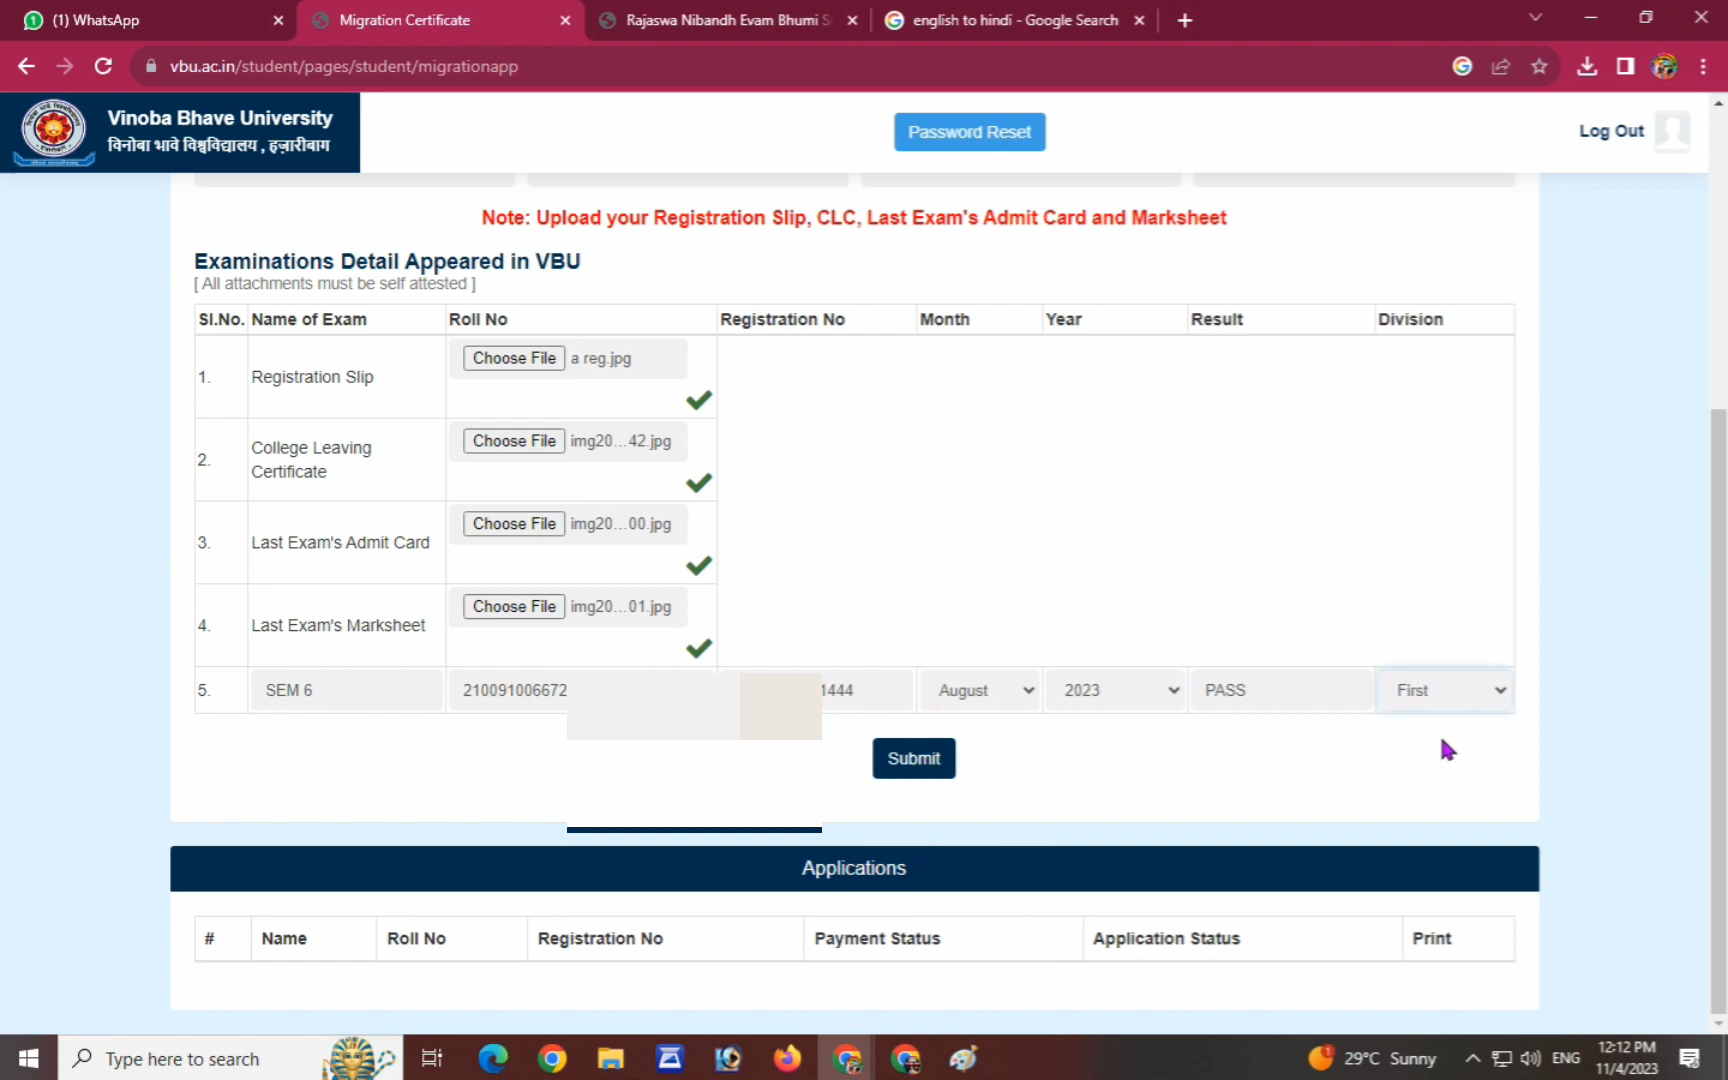 (1) WhatsApp
Migration Certificate
Rajaswa Nibandh Evam Bhumi S
english to hindi - Google Search
vbu.ac.in/student/pages/student/migrationapp
Vinoba Bhave University
विनोबा भावे विश्वविद्यालय , हज़ारीबाग
Password Reset
Log Out
Note: Upload your Registration Slip, CLC, Last Exam's Admit Card and Marksheet
Examinations Detail Appeared in VBU
[ All attachments must be self attested ]
Sl.No. Name of Exam Roll No Registration No Month Year Result Division
1. Registration Slip Choose File a reg.jpg
2. College Leaving Certificate Choose File img20...42.jpg
3. Last Exam's Admit Card Choose File img20...00.jpg
4. Last Exam's Marksheet Choose File img20...01.jpg
5. SEM 6 210091006672 1444 August 2023 PASS First
Submit
Applications
# Name Roll No Registration No Payment Status Application Status Print
Type here to search
29°C Sunny
ENG
12:12 PM
11/4/2023